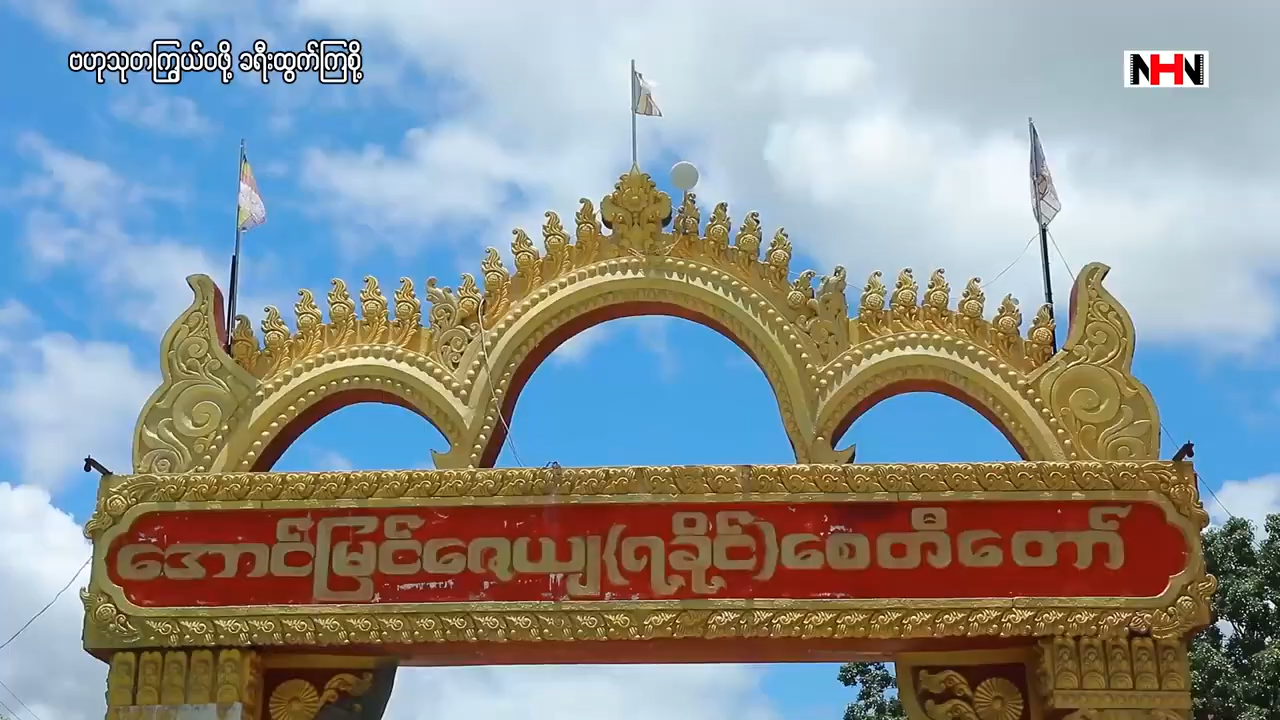 ဗဟုသုတကြွယ်ဝဖို့ ခရီးထွက်ကြစို့
NHN
အောင်မြင်ဇေယျ(ရခိုင်)စေတီတော်